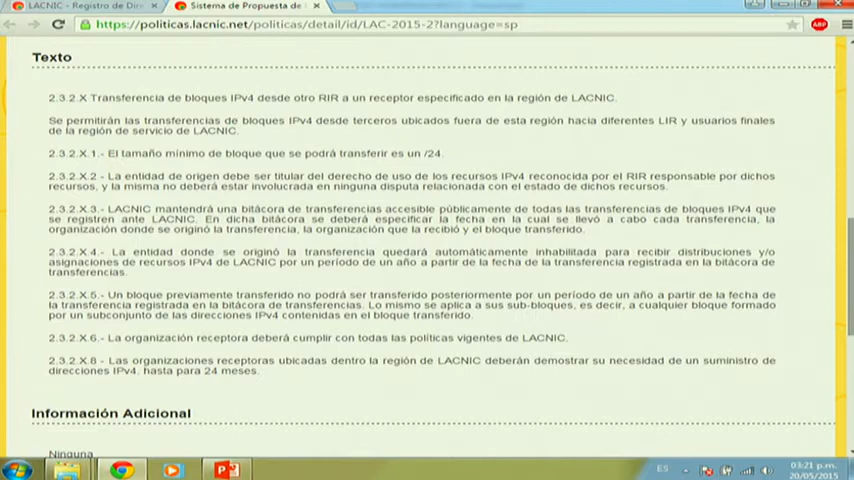 LACNIC - Registro de Dire
Sistema de Propuesta de
https://politicas.lacnic.net/politicas/detail/id/LAC-2015-2?language=sp
ABP
Texto
2.3.2.X Transferencia de bloques IPv4 desde otro RIR a un receptor especificado en la región de LACNIC.
Se permitirán las transferencias de bloques IPv4 desde terceros ubicados fuera de esta región hacia diferentes LIR y usuarios finales
de la región de servicio de LACNIC.
2.3.2.X.1.- El tamaño mínimo de bloque que se podrá transferir es un /24.
2.3.2.X.2 - La entidad de origen debe ser titular del derecho de uso de los recursos IPv4 reconocida por el RIR responsable por dichos
recursos, y la misma no deberá estar involucrada en ninguna disputa relacionada con el estado de dichos recursos.
2.3.2.X.3.- LACNIC mantendrá una bitácora de transferencias accesible públicamente de todas las transferencias de bloques IPv4 que
se registren ante LACNIC. En dicha bitácora se deberá especificar la fecha en la cual se llevó a cabo cada transferencia, la
organización donde se originó la transferencia, la organización que la recibió y el bloque transferido.
2.3.2.X.4.- La entidad donde se originó la transferencia quedará automáticamente inhabilitada para recibir distribuciones y/o
asignaciones de recursos IPv4 de LACNIC por un período de un año a partir de la fecha de la transferencia registrada en la bitácora de
transferencias.
2.3.2.X.5.- Un bloque previamente transferido no podrá ser transferido posteriormente por un período de un año a partir de la fecha de
la transferencia registrada en la bitácora de transferencias. Lo mismo se aplica a sus sub-bloques, es decir, a cualquier bloque formado
por un subconjunto de las direcciones IPv4 contenidas en el bloque transferido.
2.3.2.X.6.- La organización receptora deberá cumplir con todas las políticas vigentes de LACNIC.
2.3.2.X.8 - Las organizaciones receptoras ubicadas dentro la región de LACNIC deberán demostrar su necesidad de un suministro de
direcciones IPv4, hasta para 24 meses.
Información Adicional
Ninguna
ES
03:21 p.m.
20/05/2015